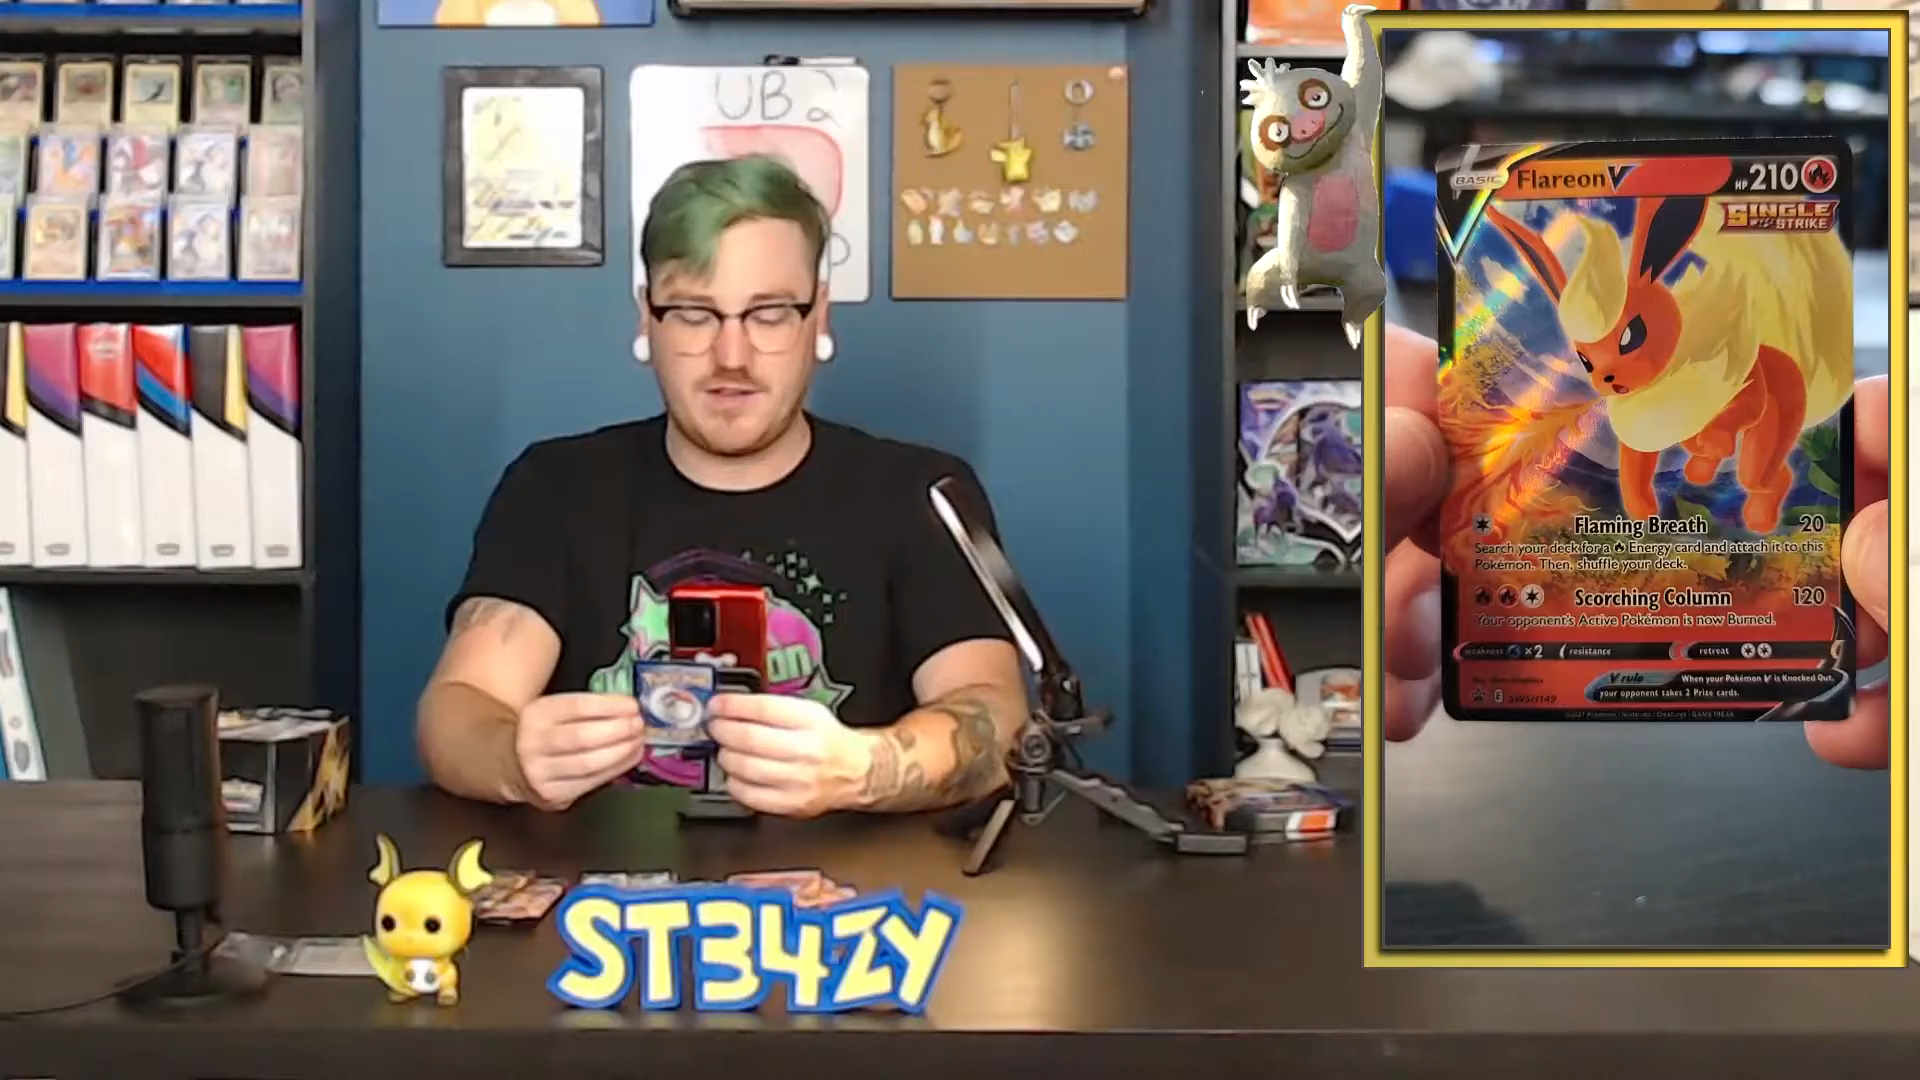 UB
BASIC
Flareon V
HP 210
SINGLE
STRIKE
Flaming Breath 20
Search your deck for a Energy card and attach it to this
Pokémon. Then, shuffle your deck.
Scorching Column 120
Your opponent's Active Pokémon is now Burned.
weakness ×2 resistance retreat
V rule When your Pokémon V is Knocked Out,
your opponent takes 2 Prize cards.
E SWSH149
on
ST34ZY